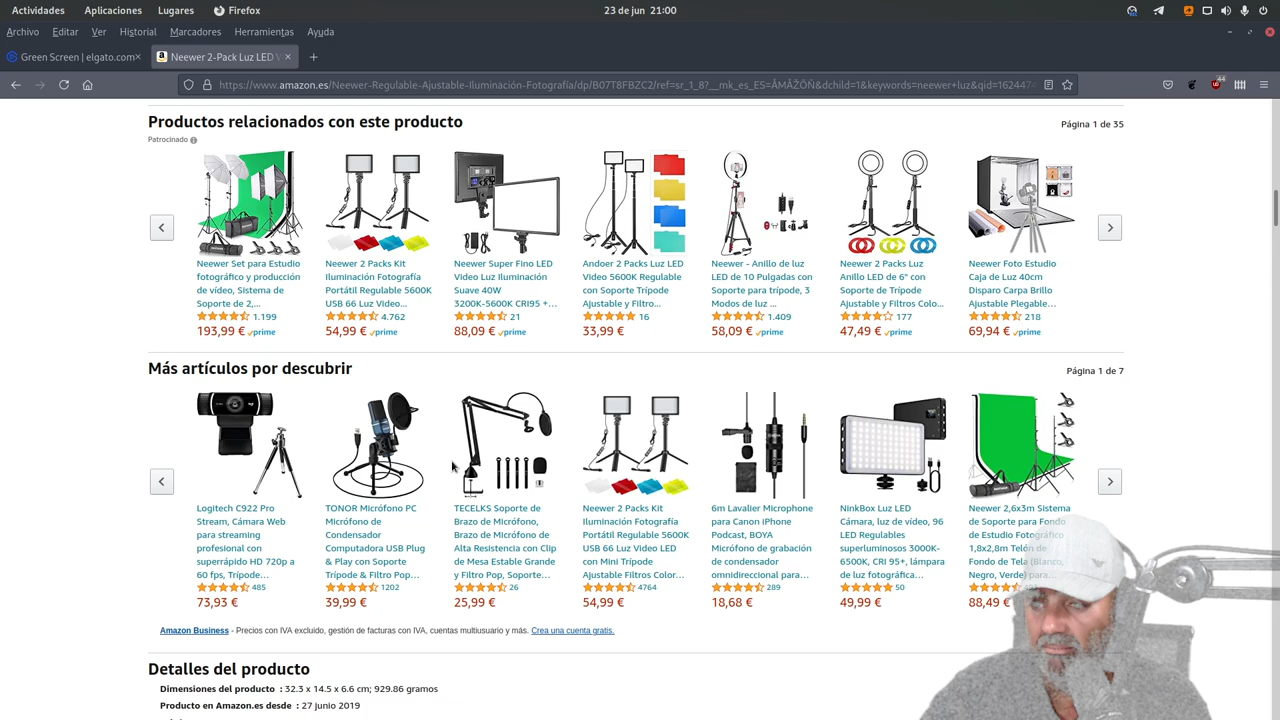 Actividades
Screens
23 de jun 21:00
Archivo Editar Ver Historial Marcadores Herramientas Ayuda
Green Screen | elgato.com
Neewer 2-Pack Luz LED V
https://www.amazon.es/Neewer-Regulable-Ajustable-Iluminación-Fotografía/dp/B07T8FBZC2/ref=sr_1_8?__mk_es_ES=ÅMÅŽÕÑ&dchild=1&keywords=neewer+luz&qid=1624474
44
Productos relacionados con este producto
Página 1 de 35
Patrocinado
Neewer Set para Estudio
fotográfico y producción
de vídeo, Sistema de
Soporte de 2,...
1.199
193,99 € prime
Neewer 2 Packs Kit
Iluminación Fotografía
Portátil Regulable 5600K
USB 66 Luz Video...
4.762
54,99 € prime
Neewer Super Fino LED
Video Luz Iluminación
Suave 40W
3200K-5600K CRI95 +...
21
88,09 € prime
Andoer 2 Packs Luz LED
Video 5600K Regulable
con Soporte Trípode
Ajustable y Filtro...
16
33,99 €
Neewer - Anillo de luz
LED de 10 Pulgadas con
Soporte para trípode, 3
Modos de luz ...
1.409
58,09 € prime
Neewer 2 Packs Luz
Anillo LED de 6" con
Soporte de Trípode
Ajustable y Filtros Colo...
177
47,49 € prime
Neewer Foto Estudio
Caja de Luz 40cm
Disparo Carpa Brillo
Ajustable Plegable...
218
69,94 € prime
Más artículos por descubrir
Página 1 de 7
Logitech C922 Pro
Stream, Cámara Web
para streaming
profesional con
superrápido HD 720p a
60 fps, Trípode...
485
73,93 €
TONOR Micrófono PC
Micrófono de
Condensador
Computadora USB Plug
& Play con Soporte
Trípode & Filtro Pop...
1202
39,99 €
TECELKS Soporte de
Brazo de Micrófono,
Brazo de Micrófono de
Alta Resistencia con Clip
de Mesa Estable Grande
y Filtro Pop, Soporte...
26
25,99 €
Neewer 2 Packs Kit
Iluminación Fotografía
Portátil Regulable 5600K
USB 66 Luz Video LED
con Mini Trípode
Ajustable Filtros Color...
4764
54,99 €
6m Lavalier Microphone
para Canon iPhone
Podcast, BOYA
Micrófono de grabación
de condensador
omnidireccional para...
289
18,68 €
NinkBox Luz LED
Cámara, luz de vídeo, 96
LED Regulables
superluminosos 3000K-
6500K, CRI 95+, lámpara
de luz fotográfica...
50
49,99 €
Neewer 2,6x3m Sistema
de Soporte para Fondo
de Estudio Fotográfico
1,8x2,8m Telón de
Fondo de Tela (Blanco,
Negro, Verde) para...
88,49 €
Amazon Business - Precios con IVA excluido, gestión de facturas con IVA, cuentas multiusuario y más. Crea una cuenta gratis.
Detalles del producto
Dimensiones del producto : 32.3 x 14.5 x 6.6 cm; 929.86 gramos
Producto en Amazon.es desde : 27 junio 2019